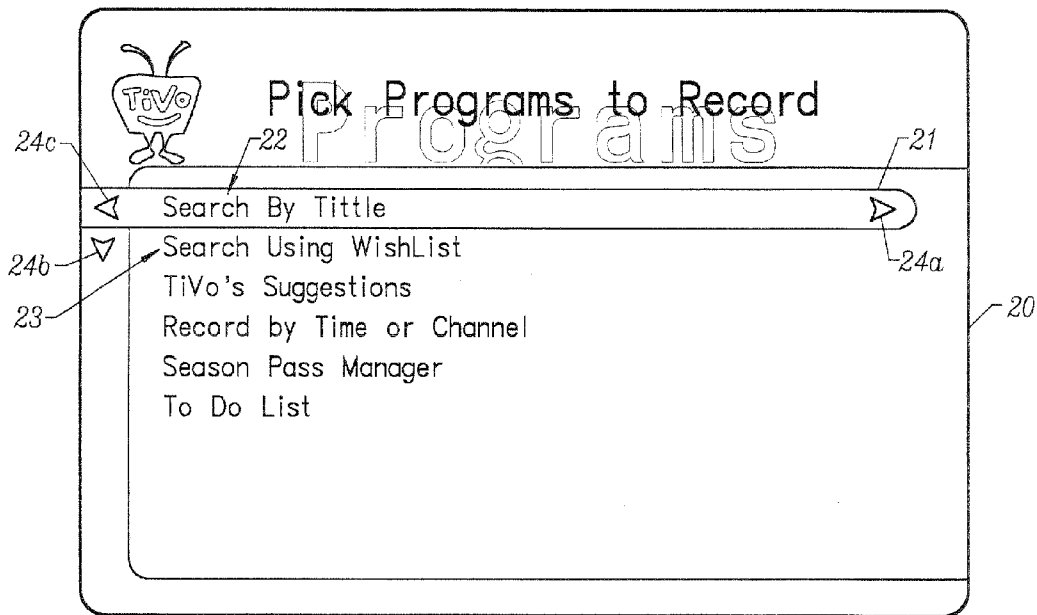 TiVo
Pick Programs to Record
Programs
24c
22
21
Search By Tittle
24b
Search Using WishList
24a
23
TiVo's Suggestions
20
Record by Time or Channel
Season Pass Manager
To Do List